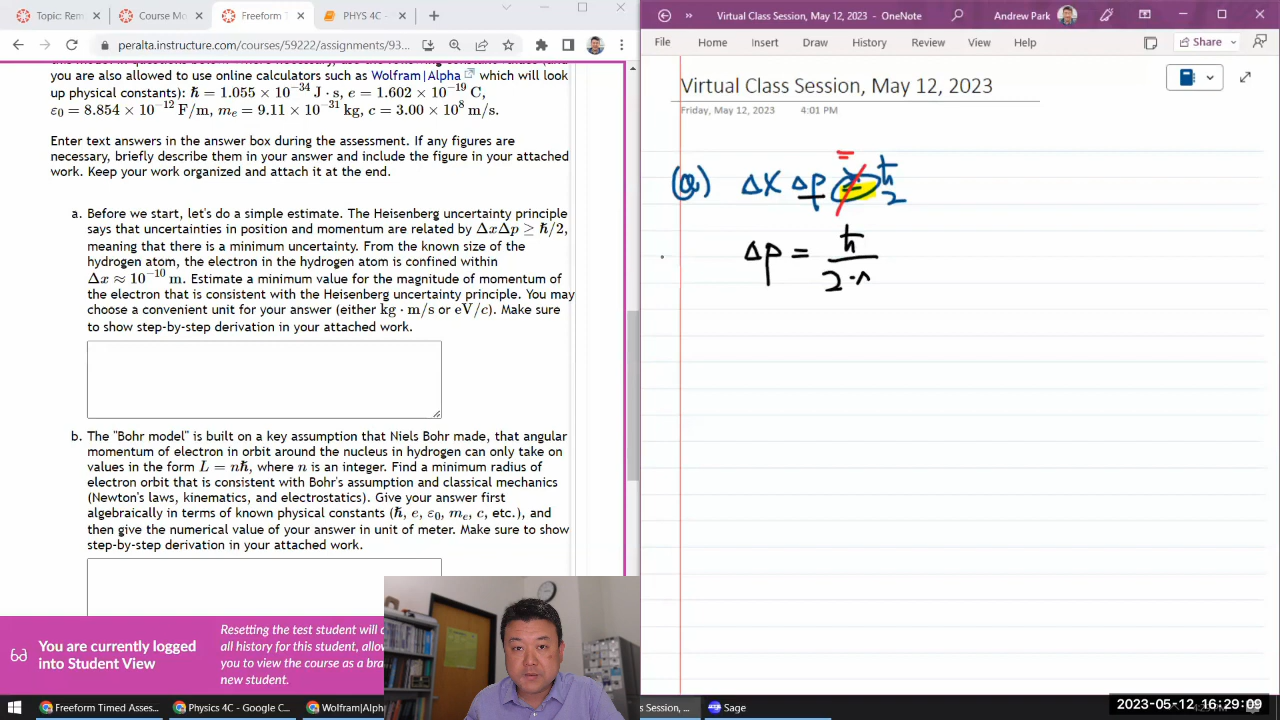 Topic: Rem
Course Mo
Freeform T
PHYS 4C -
peralta.instructure.com/courses/59222/assignments/93...
you are also allowed to use online calculators such as Wolfram|Alpha which will look
up physical constants): ℏ = 1.055 × 10⁻³⁴ J · s, e = 1.602 × 10⁻¹⁹ C,
ε₀ = 8.854 × 10⁻¹² F/m, mₑ = 9.11 × 10⁻³¹ kg, c = 3.00 × 10⁸ m/s.
Enter text answers in the answer box during the assessment. If any figures are
necessary, briefly describe them in your answer and include the figure in your attached
work. Keep your work organized and attach it at the end.
a. Before we start, let's do a simple estimate. The Heisenberg uncertainty principle
says that uncertainties in position and momentum are related by ΔxΔp ≥ ℏ/2,
meaning that there is a minimum uncertainty. From the known size of the
hydrogen atom, the electron in the hydrogen atom is confined within
Δx ≈ 10⁻¹⁰ m. Estimate a minimum value for the magnitude of momentum of
the electron that is consistent with the Heisenberg uncertainty principle. You may
choose a convenient unit for your answer (either kg · m/s or eV/c). Make sure
to show step-by-step derivation in your attached work.
b. The "Bohr model" is built on a key assumption that Niels Bohr made, that angular
momentum of electron in orbit around the nucleus in hydrogen can only take on
values in the form L = nℏ, where n is an integer. Find a minimum radius of
electron orbit that is consistent with Bohr's assumption and classical mechanics
(Newton's laws, kinematics, and electrostatics). Give your answer first
algebraically in terms of known physical constants (ℏ, e, ε₀, mₑ, c, etc.), and
then give the numerical value of your answer in unit of meter. Make sure to show
step-by-step derivation in your attached work.
You are currently logged
into Student View
Resetting the test student will c
all history for this student, allow
you to view the course as a bra
new student.
Virtual Class Session, May 12, 2023 - OneNote
Andrew Park
File Home Insert Draw History Review View Help Share
Virtual Class Session, May 12, 2023
Friday, May 12, 2023 4:01 PM
(a) Δx Δp = ℏ/2
Δp = ℏ/2·
Freeform Timed Asses...
Physics 4C - Google C...
Wolfram|Al
s Session, ...
Sage
2023-05-12 16:29:09